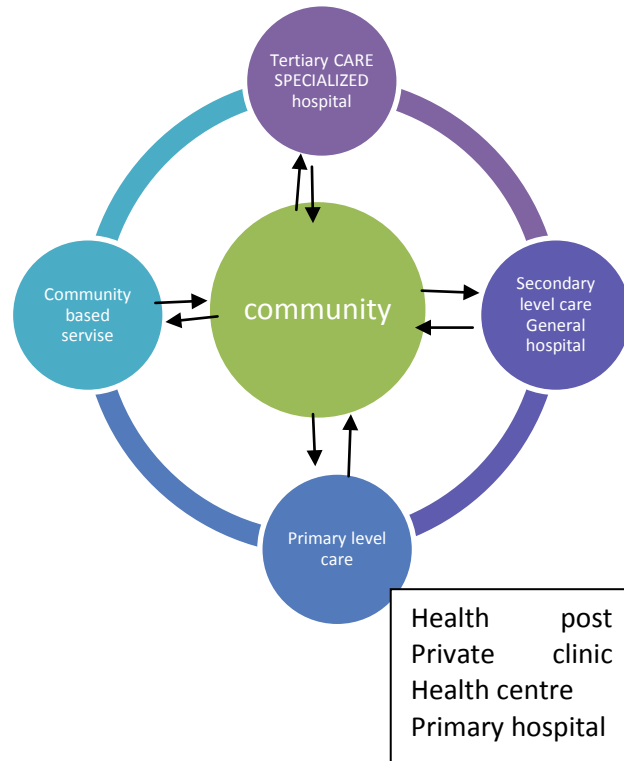 Tertiary CARE
SPECIALIZED
hospital
Community
based
servise
community
Secondary
level care
General
hospital
Primary level
care
Health post
Private clinic
Health centre
Primary hospital